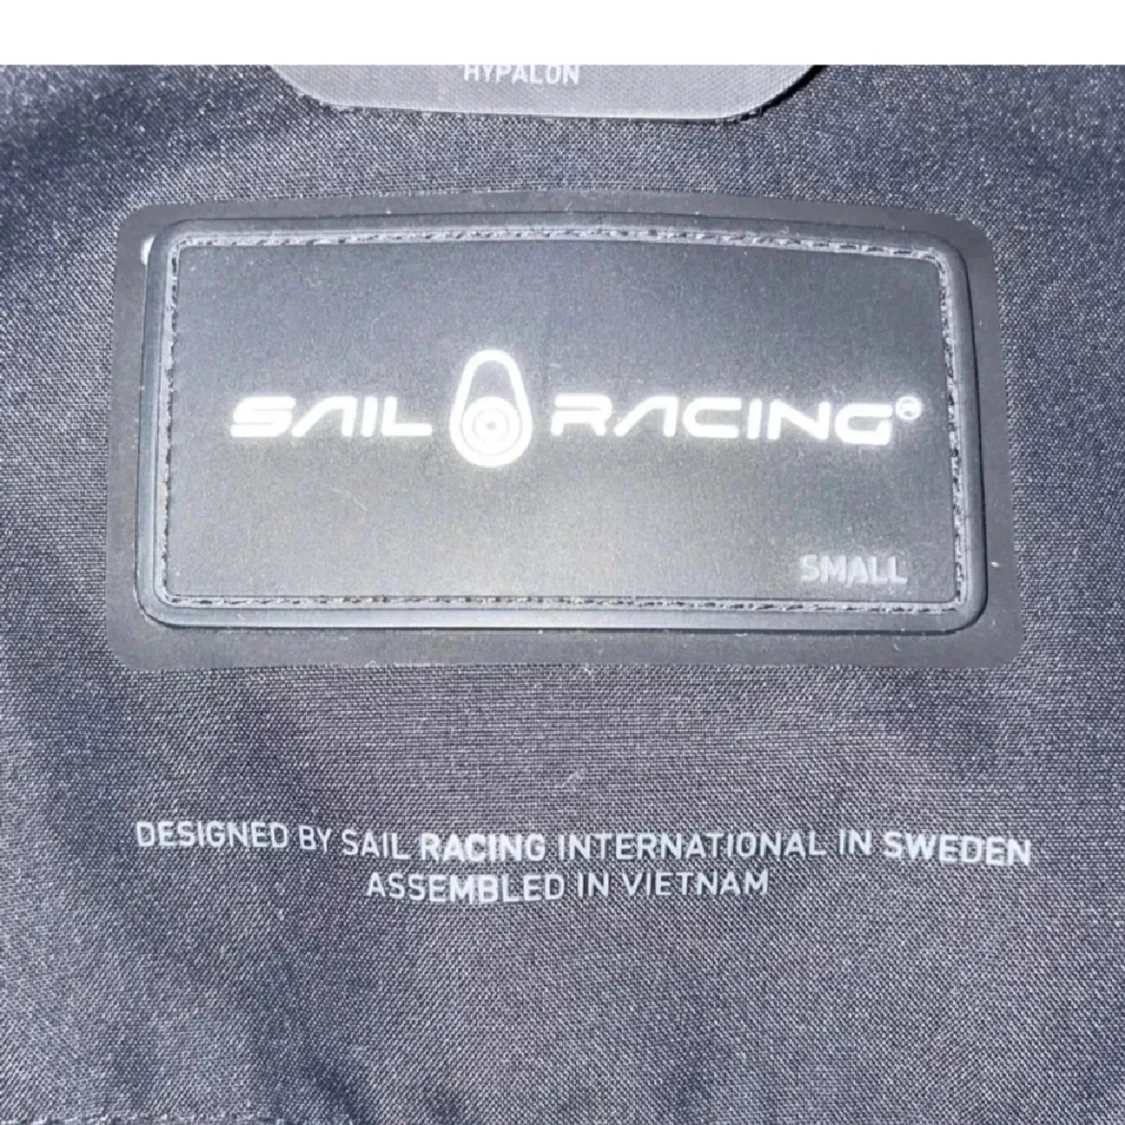 HYPALON
SAIL RACING®
SMALL
DESIGNED BY SAIL RACING INTERNATIONAL IN SWEDEN
ASSEMBLED IN VIETNAM